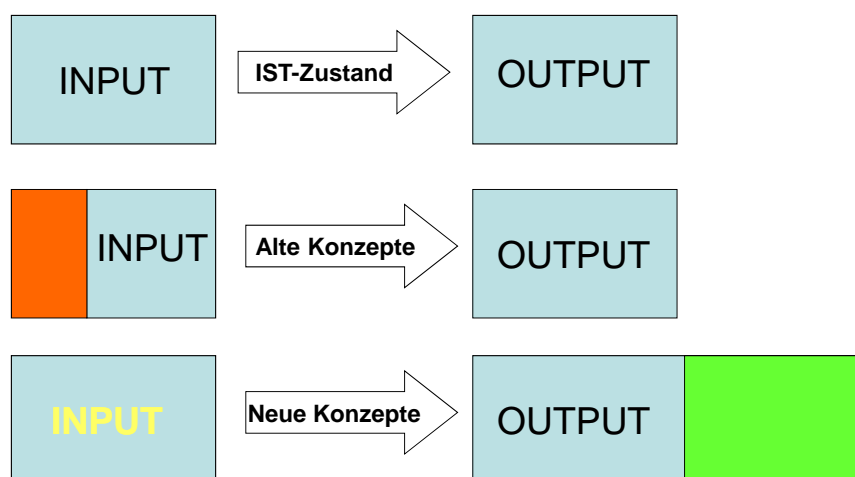 INPUT
IST-Zustand
OUTPUT
INPUT
Alte Konzepte
OUTPUT
INPUT
Neue Konzepte
OUTPUT